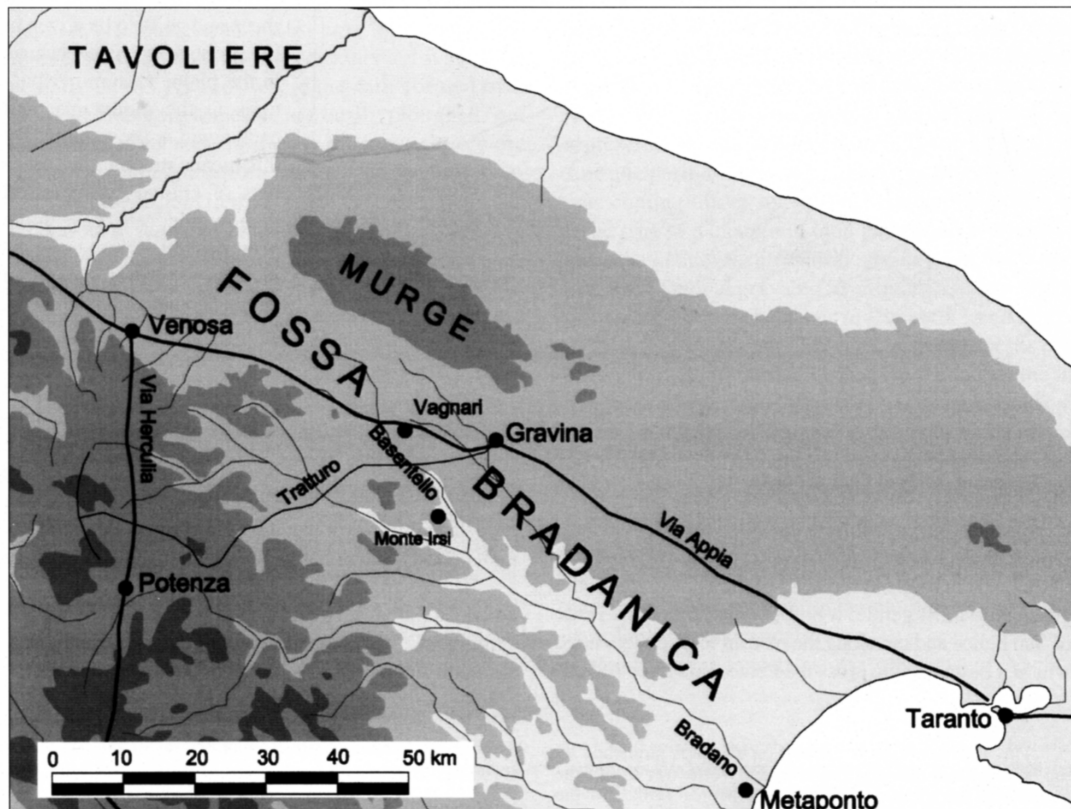 TAVOLIERE
MURGE
FOSSA
Venosa
Via Herculia
Vagnari
Gravina
Basentello
Tratturo
BRADANICA
Monte Irsi
Via Appia
Potenza
Taranto
Bradano
Metaponto
0 10 20 30 40 50 km